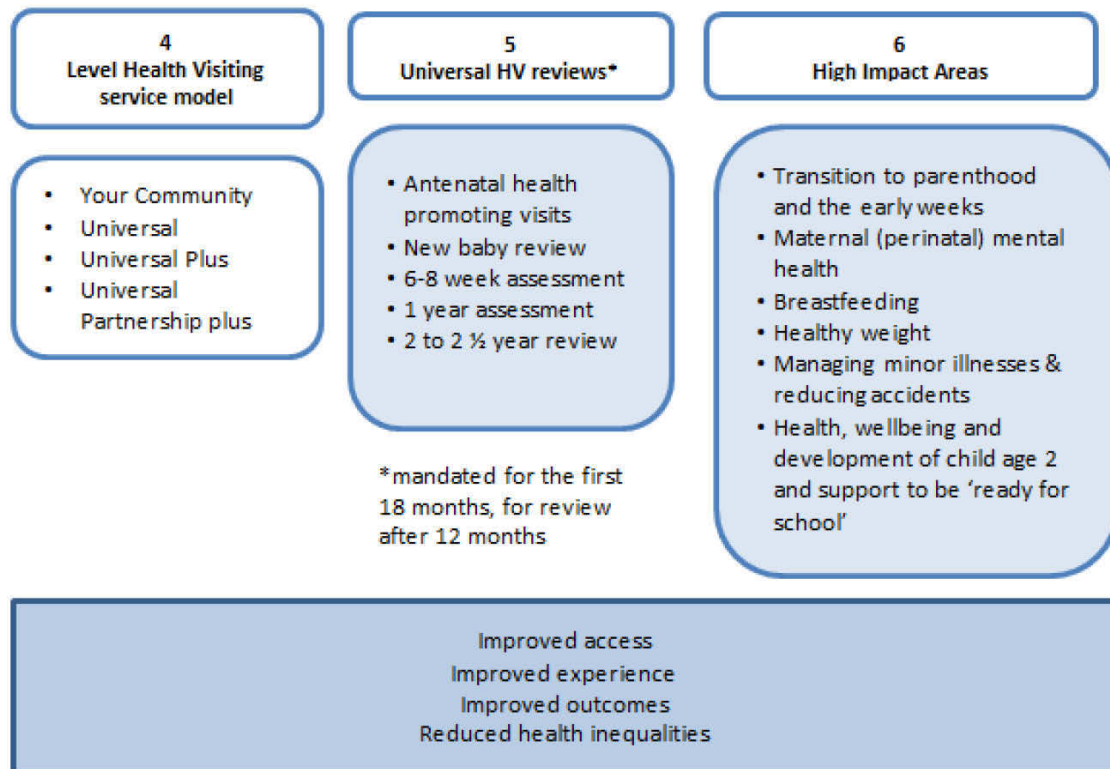 4
Level Health Visiting
service model
5
Universal HV reviews*
6
High Impact Areas
• Your Community
• Universal
• Universal Plus
• Universal
Partnership plus
• Antenatal health
promoting visits
• New baby review
• 6-8 week assessment
• 1 year assessment
• 2 to 2 ½ year review
*mandated for the first
18 months, for review
after 12 months
• Transition to parenthood
and the early weeks
• Maternal (perinatal) mental
health
• Breastfeeding
• Healthy weight
• Managing minor illnesses &
reducing accidents
• Health, wellbeing and
development of child age 2
and support to be ‘ready for
school’
Improved access
Improved experience
Improved outcomes
Reduced health inequalities